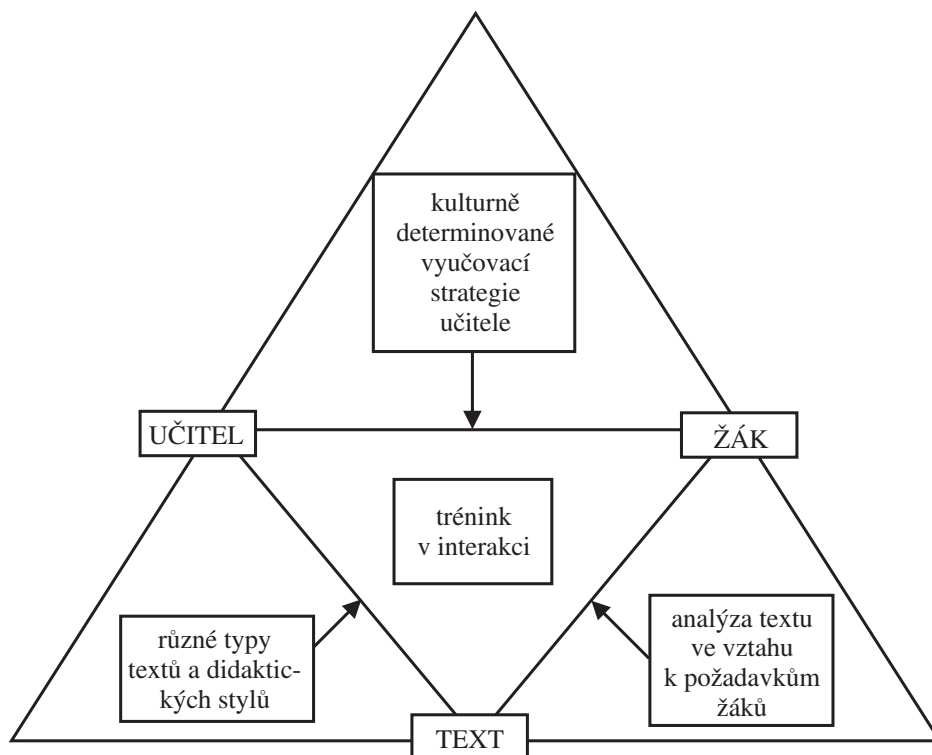 kulturně
determinované
vyučovací
strategie
učitele
UČITEL
ŽÁK
trénink
v interakci
různé typy
textů a didaktic-
kých stylů
analýza textu
ve vztahu
k požadavkům
žáků
TEXT